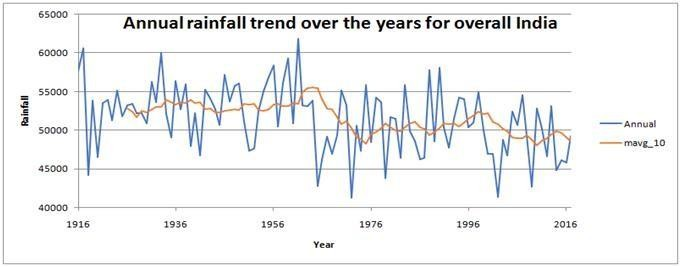 Annual rainfall trend over the years for overall India
65000
60000
55000
50000
45000
40000
Rainfall
1916
1936
1956
1976
1996
2016
Year
Annual
mavg_10